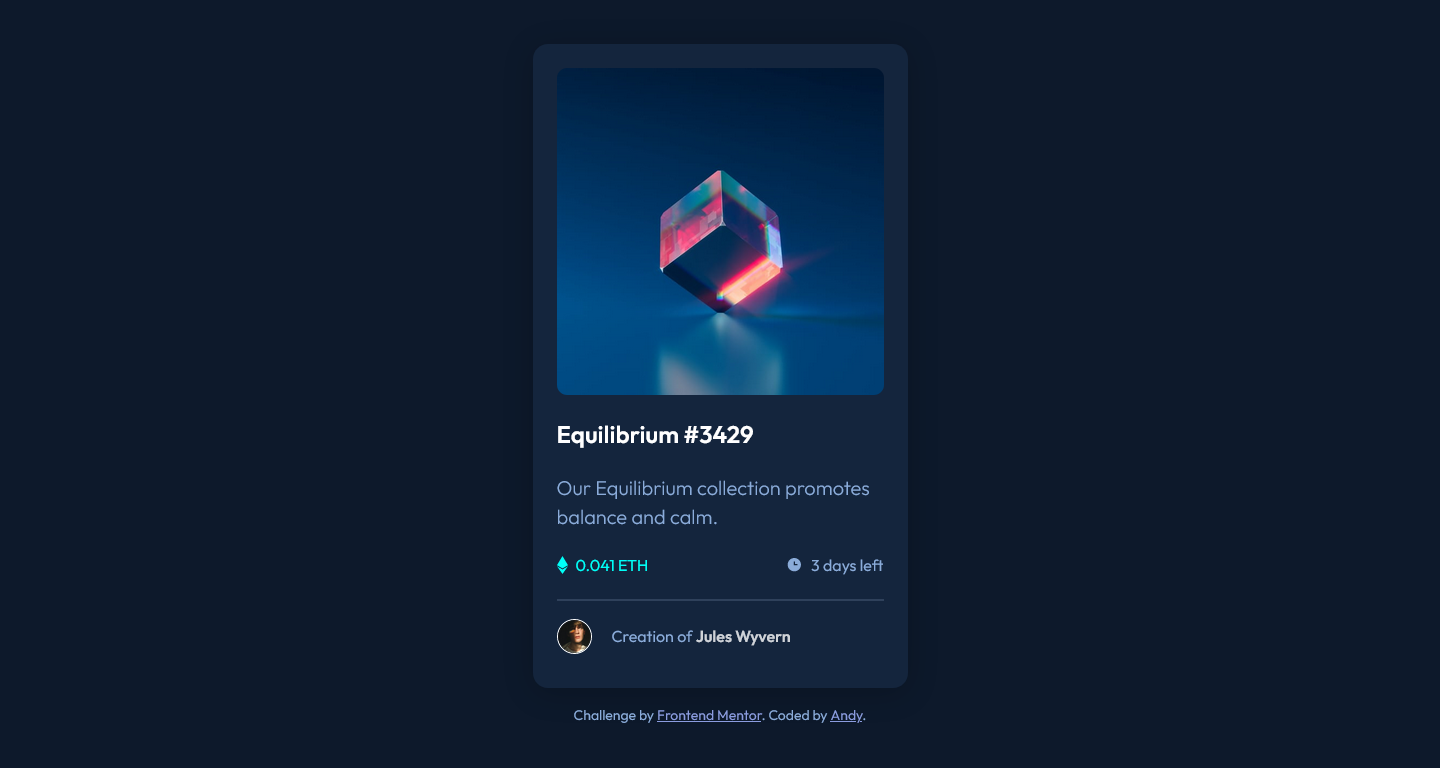 Equilibrium #3429
Our Equilibrium collection promotes
balance and calm.
0.041 ETH
3 days left
Creation of Jules Wyvern
Challenge by Frontend Mentor. Coded by Andy.